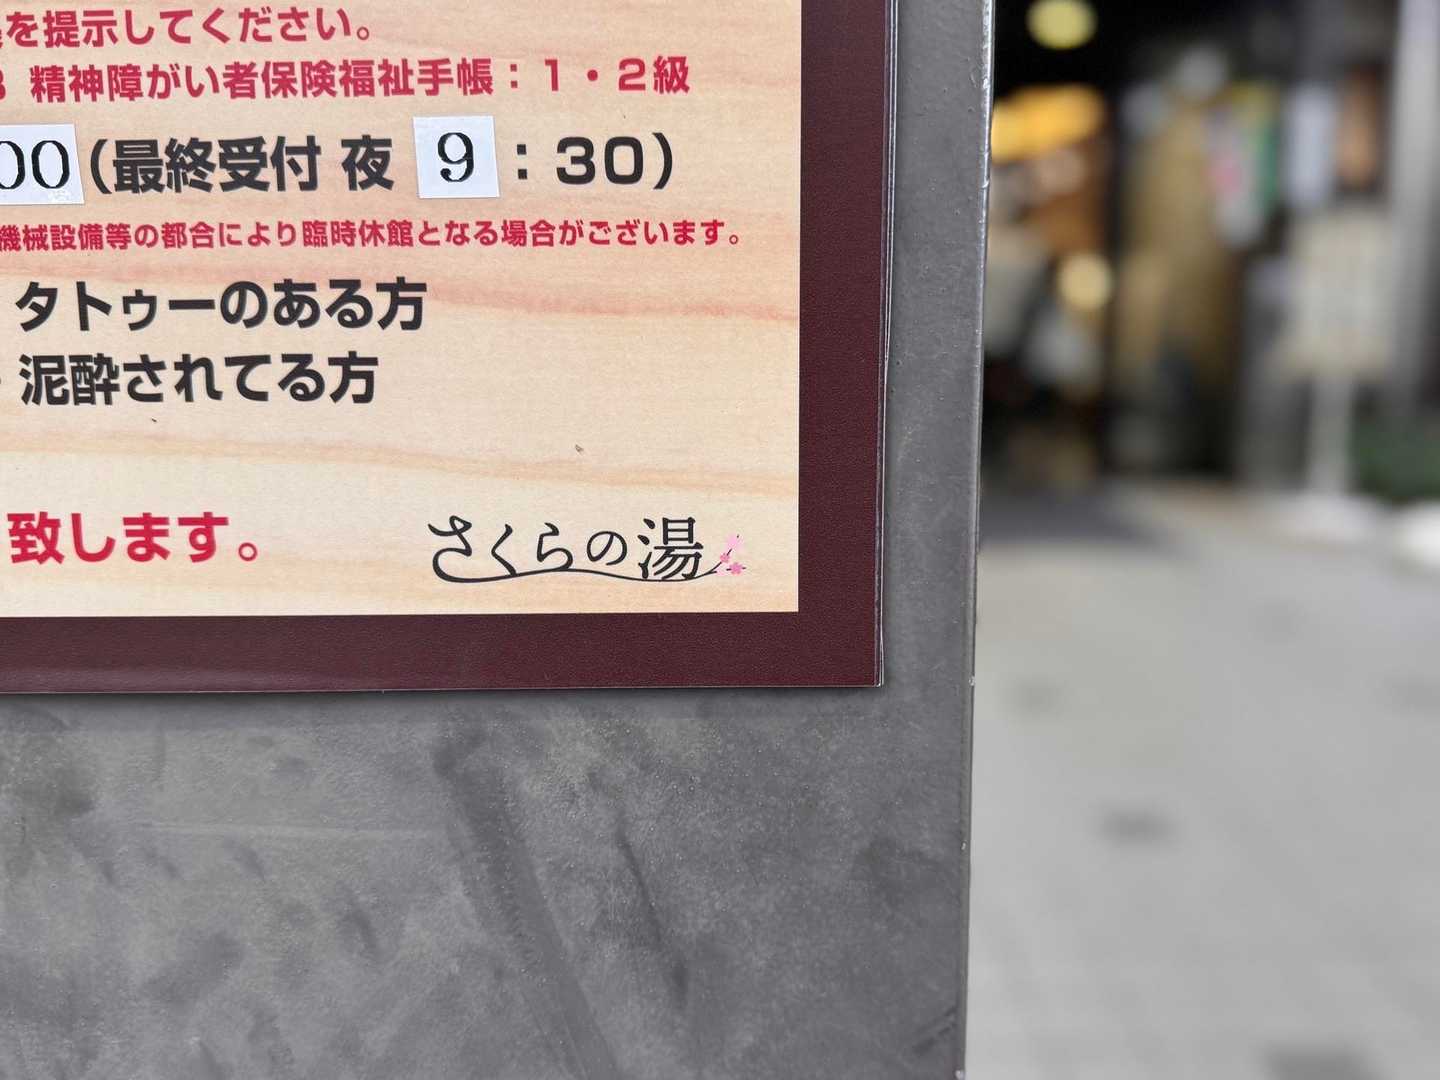 を提示してください。
精神障がい者保険福祉手帳：１・２級
00（最終受付 夜 9：30）
機械設備等の都合により臨時休館となる場合がございます。
タトゥーのある方
泥酔されてる方
致します。
さくらの湯